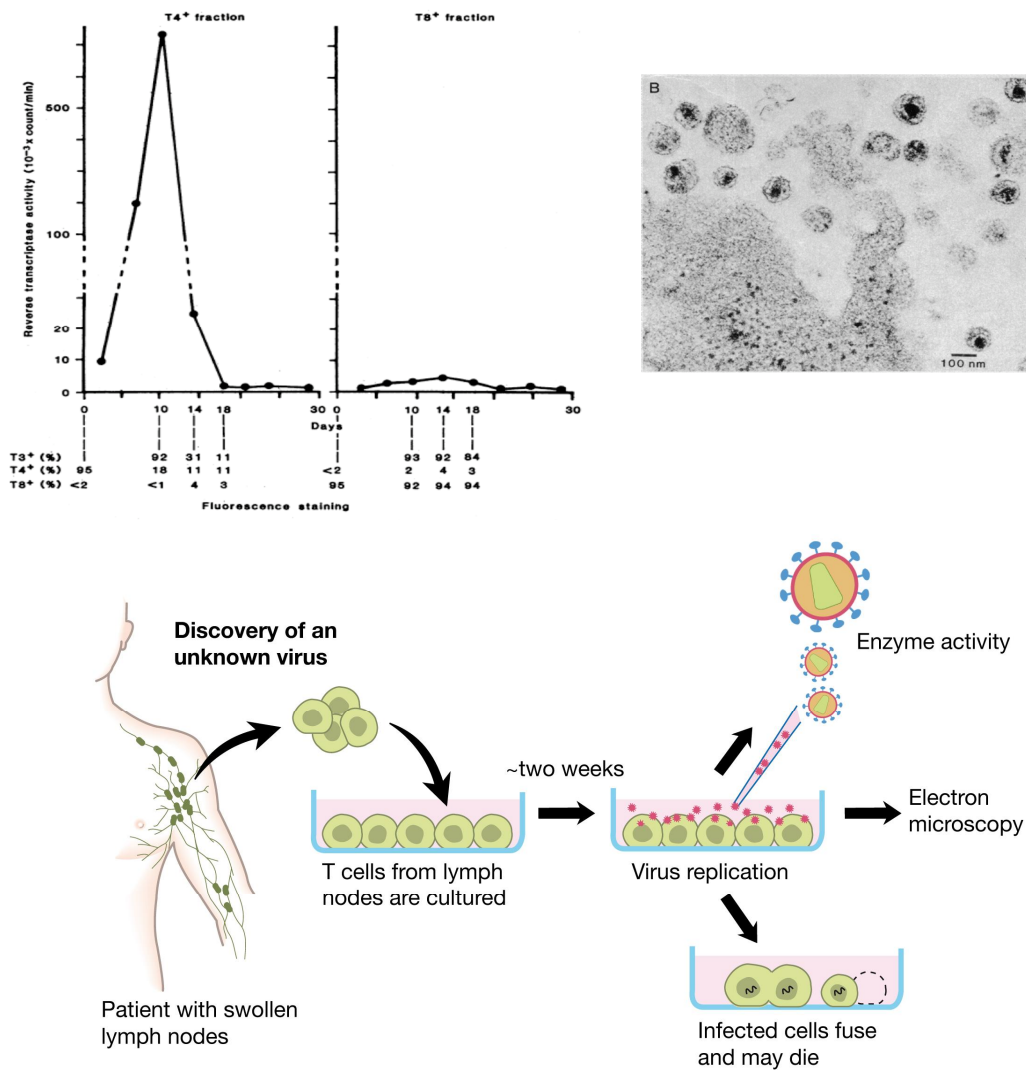 T4+ fraction
T8+ fraction
Reverse transcriptase activity (10⁻³ x count/min)
500
100
20
10
0
0 10 14 18 30
0 10 14 18 30
Days
T3+ (%) 92 31 11 93 92 84
T4+ (%) 95 18 11 11 <2 2 4 3
T8+ (%) <2 <1 4 3 95 92 94 94
Fluorescence staining
B
100 nm
Discovery of an
unknown virus
Enzyme activity
~two weeks
Electron
microscopy
T cells from lymph
nodes are cultured
Virus replication
Patient with swollen
lymph nodes
Infected cells fuse
and may die